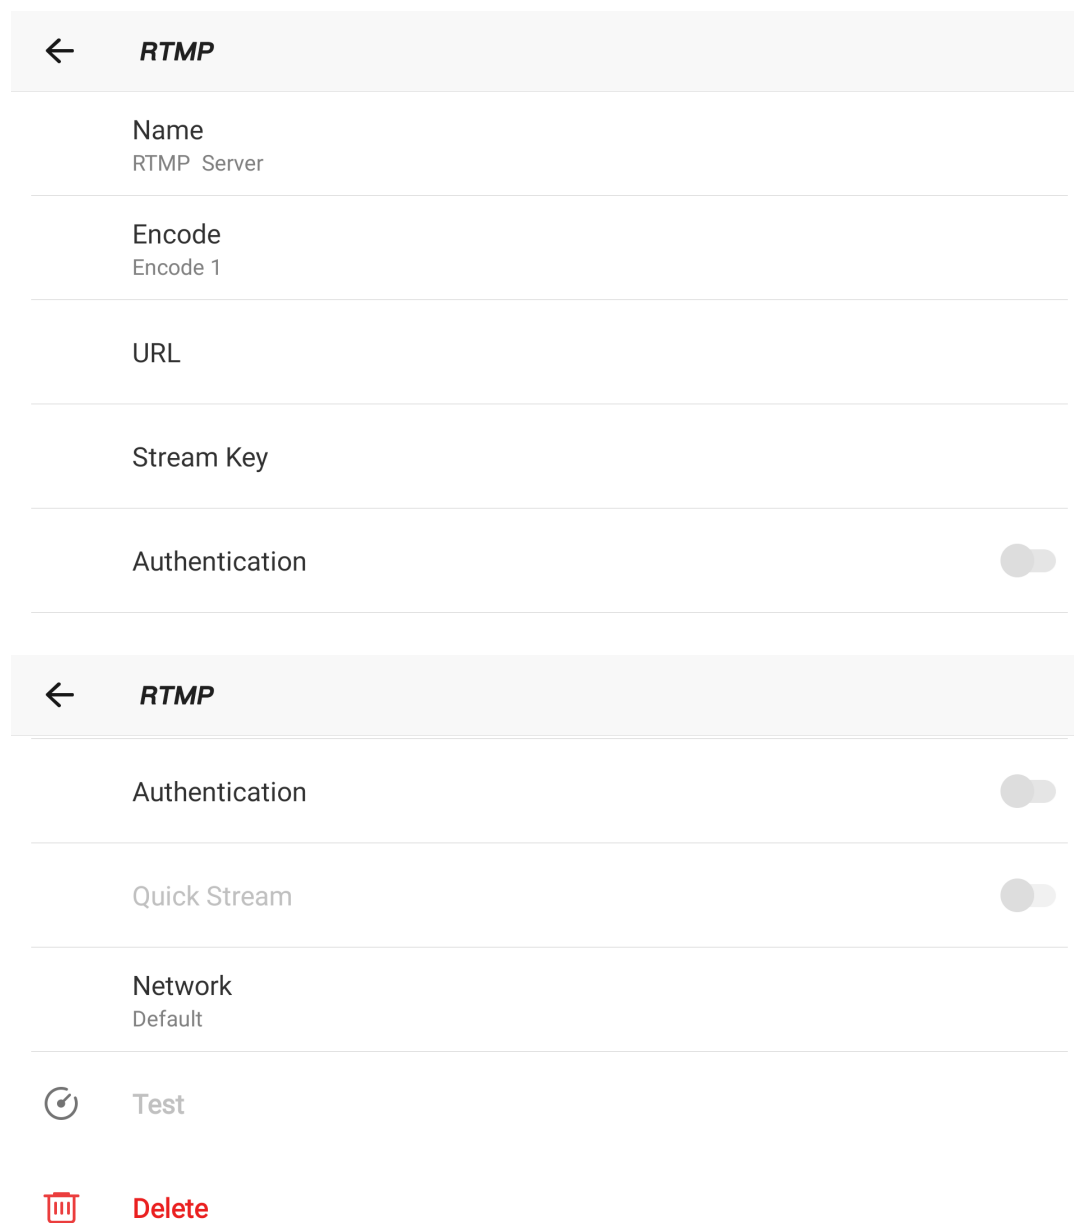 RTMP
Name
RTMP Server
Encode
Encode 1
URL
Stream Key
Authentication
RTMP
Authentication
Quick Stream
Network
Default
Test
Delete